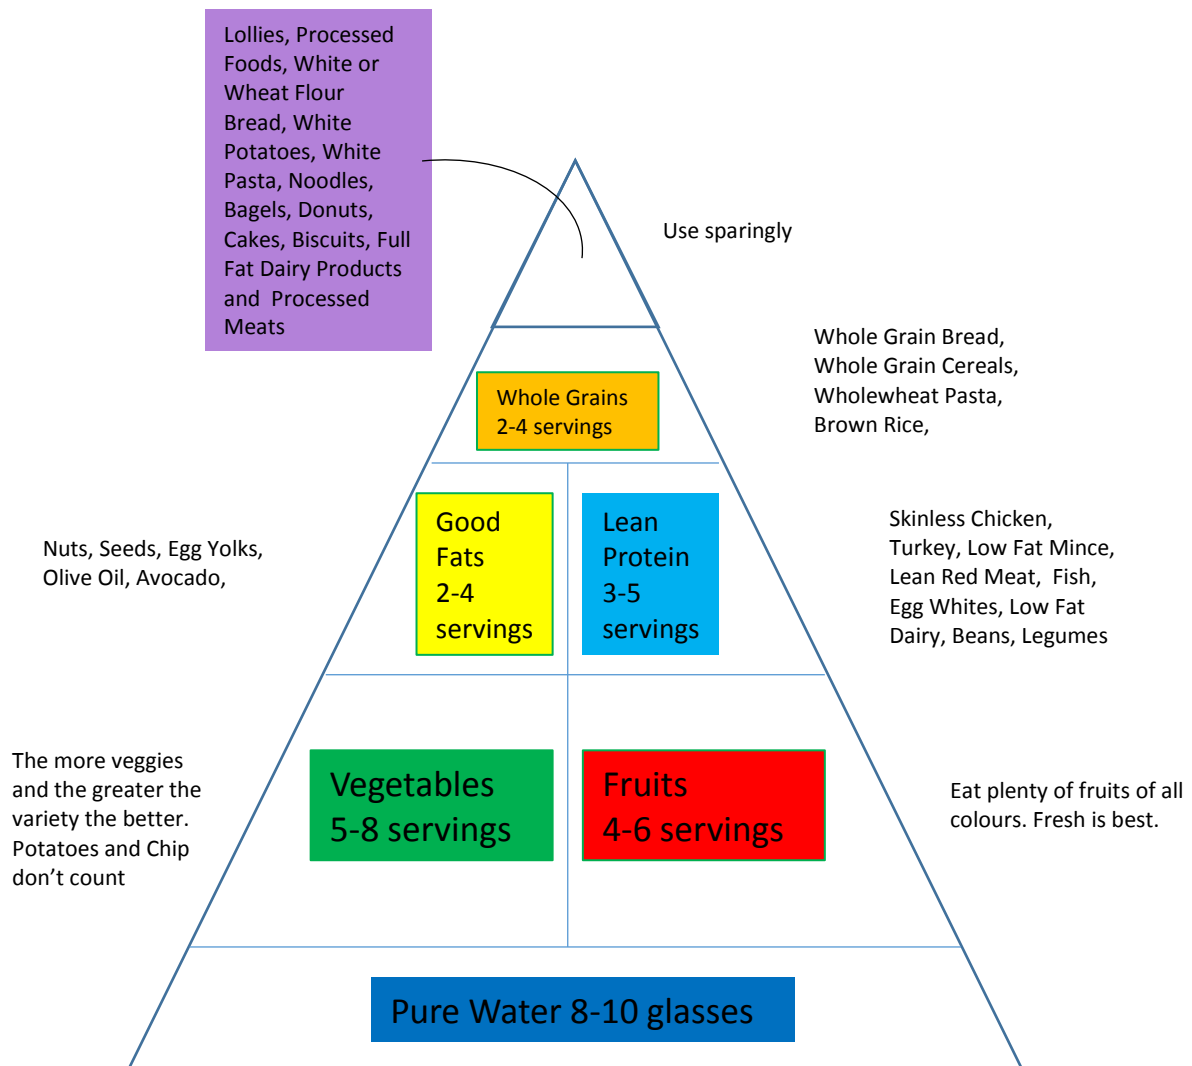 Lollies, Processed
Foods, White or
Wheat Flour
Bread, White
Potatoes, White
Pasta, Noodles,
Bagels, Donuts,
Cakes, Biscuits, Full
Fat Dairy Products
and  Processed
Meats
Use sparingly
Whole Grain Bread,
Whole Grain Cereals,
Wholewheat Pasta,
Brown Rice,
Whole Grains
2-4 servings
Nuts, Seeds, Egg Yolks,
Olive Oil, Avocado,
Good
Fats
2-4
servings
Lean
Protein
3-5
servings
Skinless Chicken,
Turkey, Low Fat Mince,
Lean Red Meat,  Fish,
Egg Whites, Low Fat
Dairy, Beans, Legumes
The more veggies
and the greater the
variety the better.
Potatoes and Chip
don’t count
Vegetables
5-8 servings
Fruits
4-6 servings
Eat plenty of fruits of all
colours. Fresh is best.
Pure Water 8-10 glasses